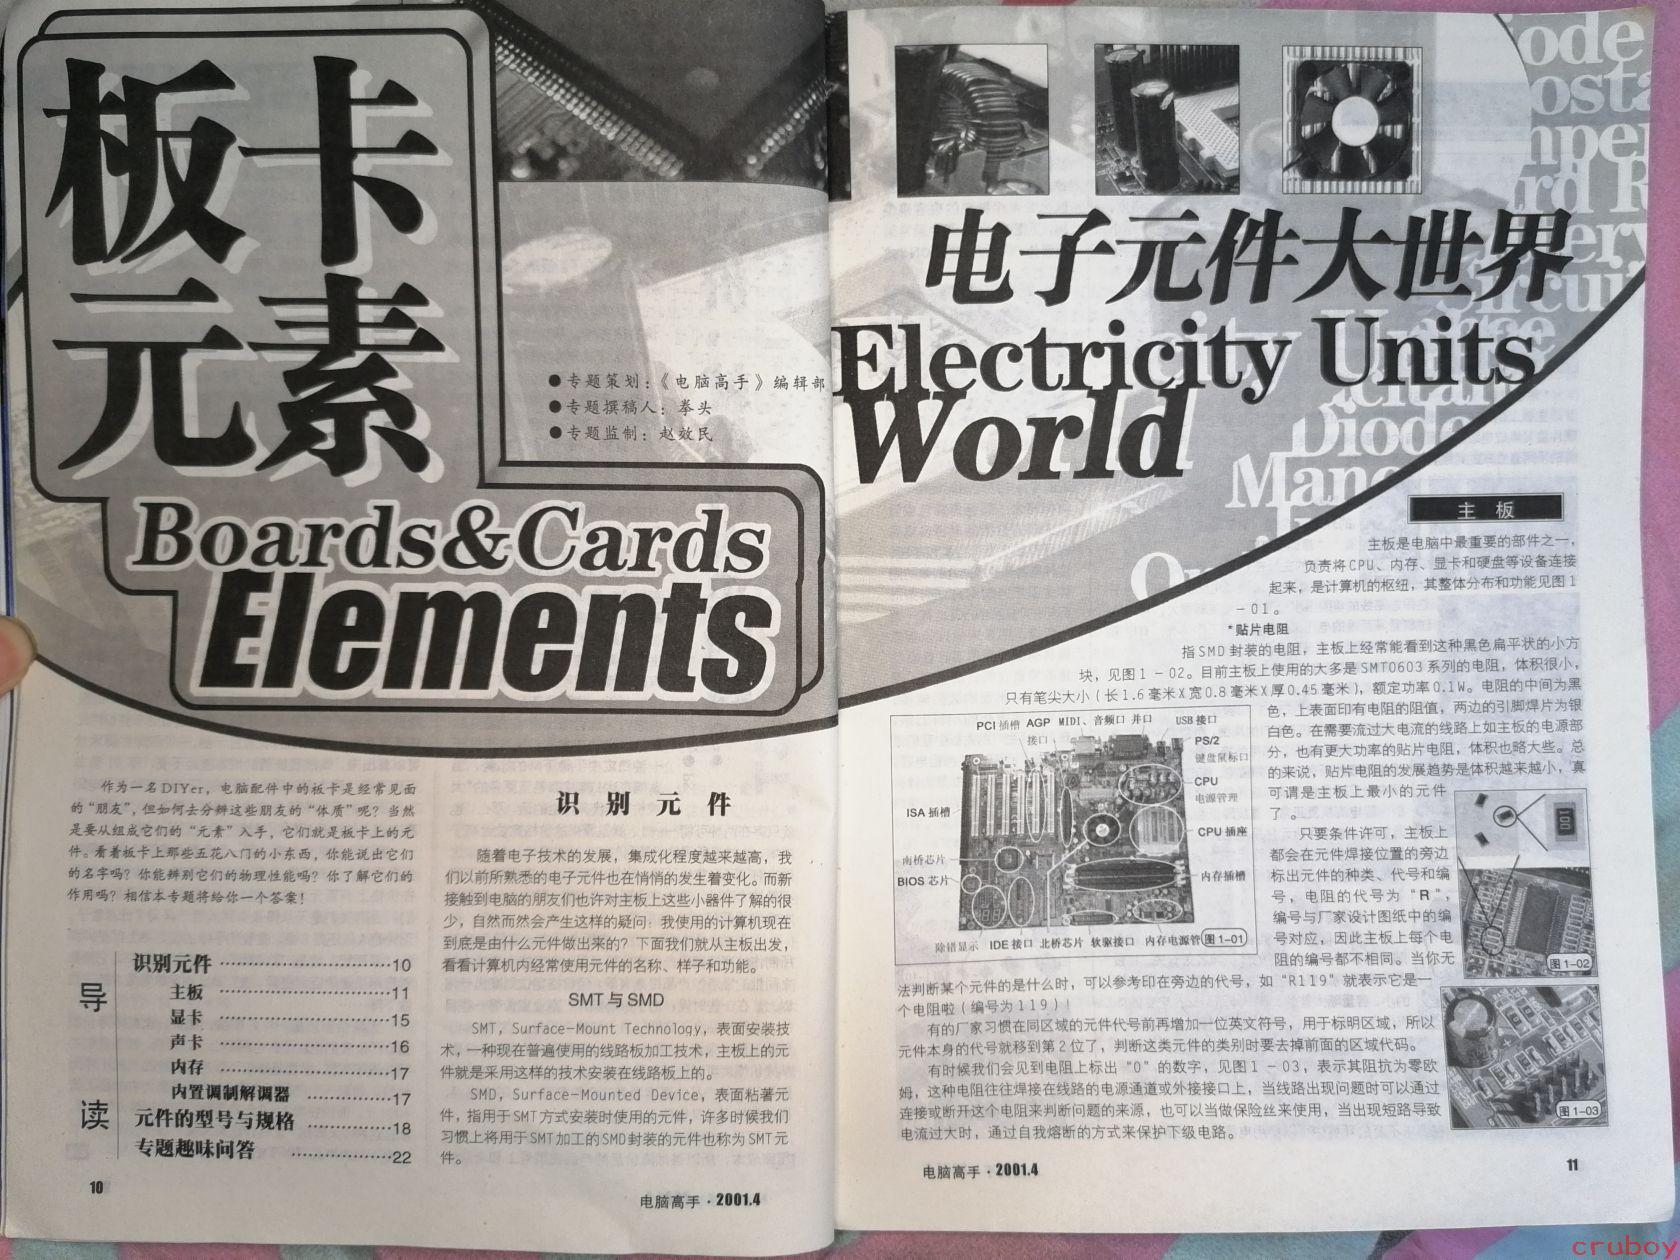 板卡
元素
Boards&Cards
Elements
●专题策划：《电脑高手》编辑部
●专题撰稿人：拳头
●专题监制：赵效民
作为一名DIYer，电脑配件中的板卡是经常见面
的“朋友”，但如何去分辨这些朋友的“体质”呢？当然
是要从组成它们的“元素”入手，它们就是板卡上的元
件。看着板卡上那些五花八门的小东西，你能说出它们
的名字吗？你能辨别它们的物理性能吗？你了解它们的
作用吗？相信本专题将给你一个答案！
导读
识别元件 ……………………10
主板 ……………………11
显卡 ……………………15
声卡 ……………………16
内存 ……………………17
内置调制解调器 ……………17
元件的型号与规格 ……………18
专题趣味问答 ………………22
10
识别元件
随着电子技术的发展，集成化程度越来越高，我
们以前所熟悉的电子元件也在悄悄的发生着变化。而新
接触到电脑的朋友们也许对主板上这些小器件了解的很
少，自然而然会产生这样的疑问：我使用的计算机现在
到底是由什么元件做出来的？下面我们就从主板出发，
看看计算机内经常使用元件的名称、样子和功能。
SMT与SMD
SMT，Surface-Mount Technology，表面安装技
术，一种现在普遍使用的线路板加工技术，主板上的元
件就是采用这样的技术安装在线路板上的。
SMD，Surface-Mounted Device，表面粘著元
件，指用于SMT方式安装时使用的元件，许多时候我们
习惯上将用于SMT加工的SMD封装的元件也称为SMT元
件。
电脑高手·2001.4
电子元件大世界
Electricity Units
World
Diode
主板
主板是电脑中最重要的部件之一，
负责将CPU、内存、显卡和硬盘等设备连接
起来，是计算机的枢纽，其整体分布和功能见图1
-01。
*贴片电阻
指SMD封装的电阻，主板上经常能看到这种黑色扁平状的小方
块，见图1-02。目前主板上使用的大多是SMT0603系列的电阻，体积很小，
只有笔尖大小（长1.6毫米X宽0.8毫米X厚0.45毫米），额定功率0.1W。电阻的中间为黑
色，上表面印有电阻的阻值，两边的引脚焊片为银
白色。在需要流过大电流的线路上如主板的电源部
分，也有更大功率的贴片电阻，体积也略大些。总
的来说，贴片电阻的发展趋势是体积越来越小，真
可谓是主板上最小的元件
了。
只要条件许可，主板上
都会在元件焊接位置的旁边
标出元件的种类、代号和编
号，电阻的代号为“R”，
编号与厂家设计图纸中的编
号对应，因此主板上每个电
阻的编号都不相同。当你无
法判断某个元件的是什么时，可以参考印在旁边的代号，如“R119”就表示它是一
个电阻啦（编号为119）！
有的厂家习惯在同区域的元件代号前再增加一位英文符号，用于标明区域，所以
元件本身的代号就移到第2位了，判断这类元件的类别时要去掉前面的区域代码。
有时候我们会见到电阻上标出“0”的数字，见图1-03，表示其阻抗为零欧
姆，这种电阻往往焊接在线路的电源通道或外接接口上，当线路出现问题时可以通过
连接或断开这个电阻来判断问题的来源，也可以当做保险丝来使用，当出现短路导致
电流过大时，通过自我熔断的方式来保护下级电路。
PCI插槽 AGP接口 MIDI、音频口 并口 USB接口
PS/2
键盘鼠标口
CPU
电源管理
ISA插槽
CPU插座
南桥芯片
BIOS芯片
内存插槽
除错显示 IDE接口 北桥芯片 软驱接口 内存电源管
图1-01
100
图1-02
图1-03
电脑高手·2001.4
11
cruboy